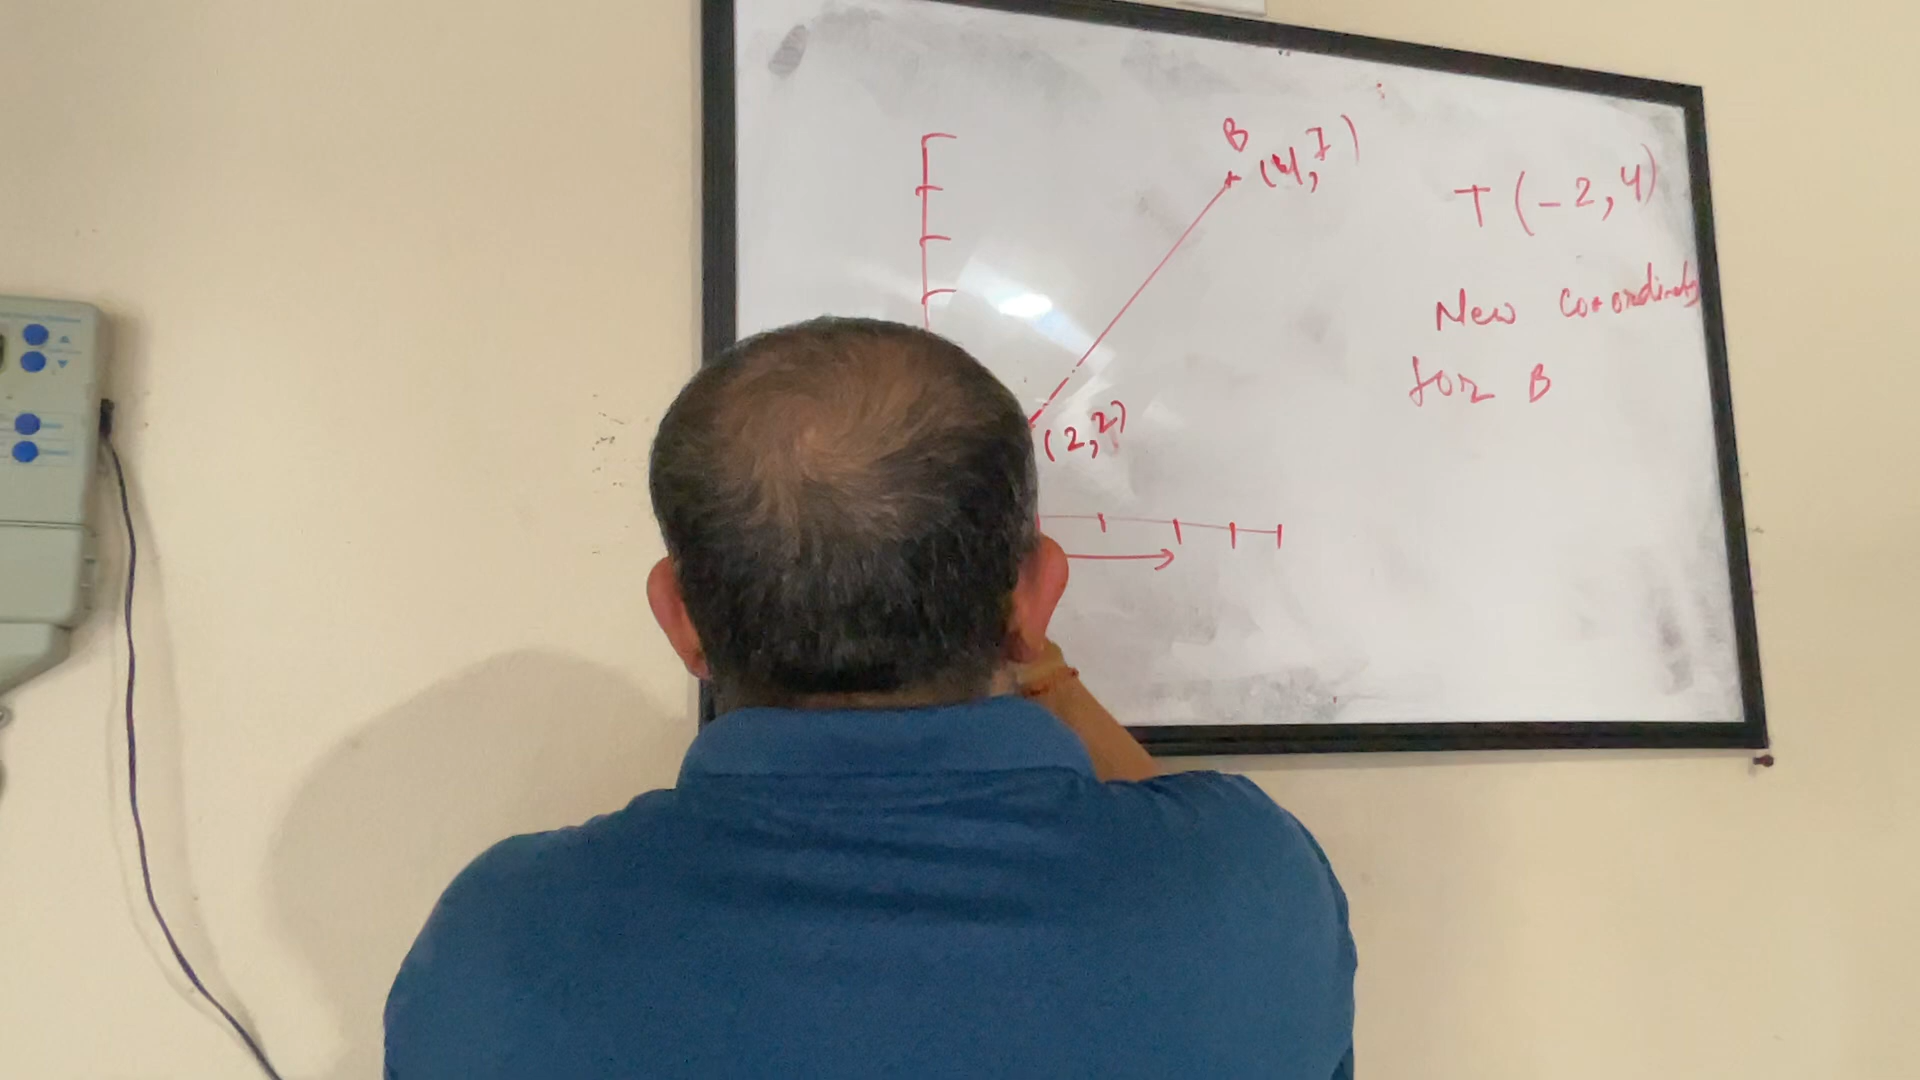 B
(4,7)
T (-2,4)
New Co-ordinates
for B
(2,2)